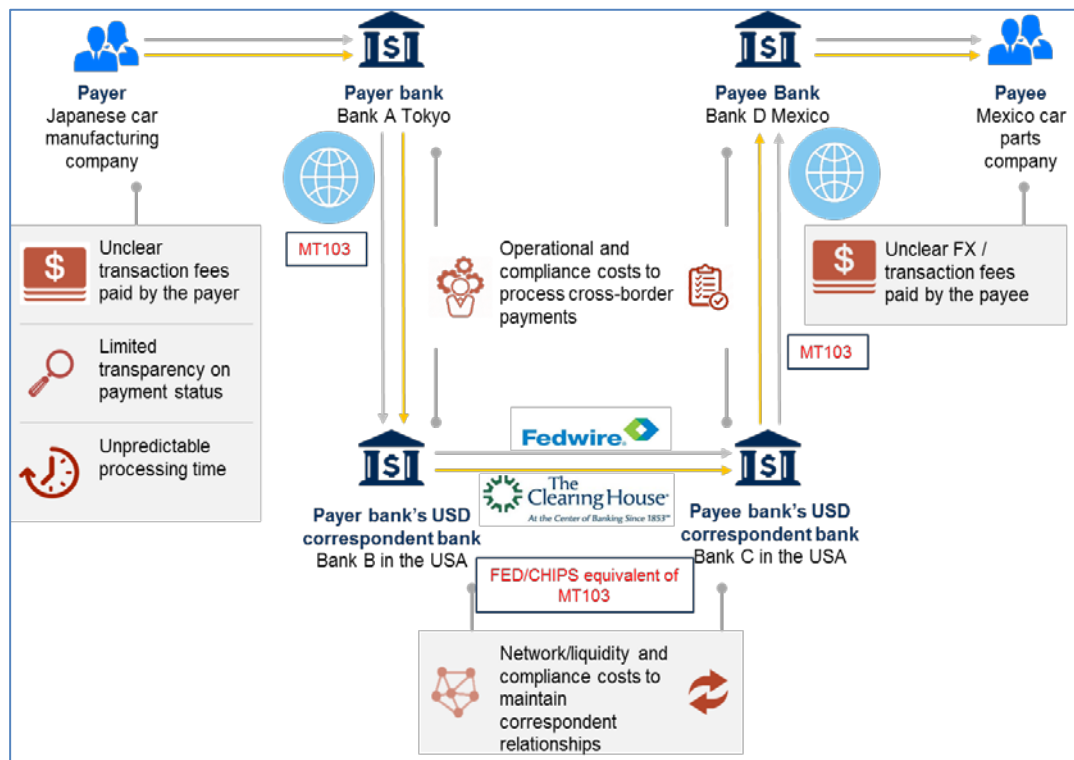 Payer
Japanese car
manufacturing
company
Payer bank
Bank A Tokyo
Payee Bank
Bank D Mexico
Payee
Mexico car
parts
company
MT103
Unclear
transaction fees
paid by the payer
Limited
transparency on
payment status
Unpredictable
processing time
Operational and
compliance costs to
process cross-border
payments
Unclear FX /
transaction fees
paid by the payee
MT103
Fedwire®
The
Clearing House®
At the Center of Banking Since 1853℠
Payer bank's USD
correspondent bank
Bank B in the USA
Payee bank's USD
correspondent bank
Bank C in the USA
FED/CHIPS equivalent of
MT103
Network/liquidity and
compliance costs to
maintain
correspondent
relationships